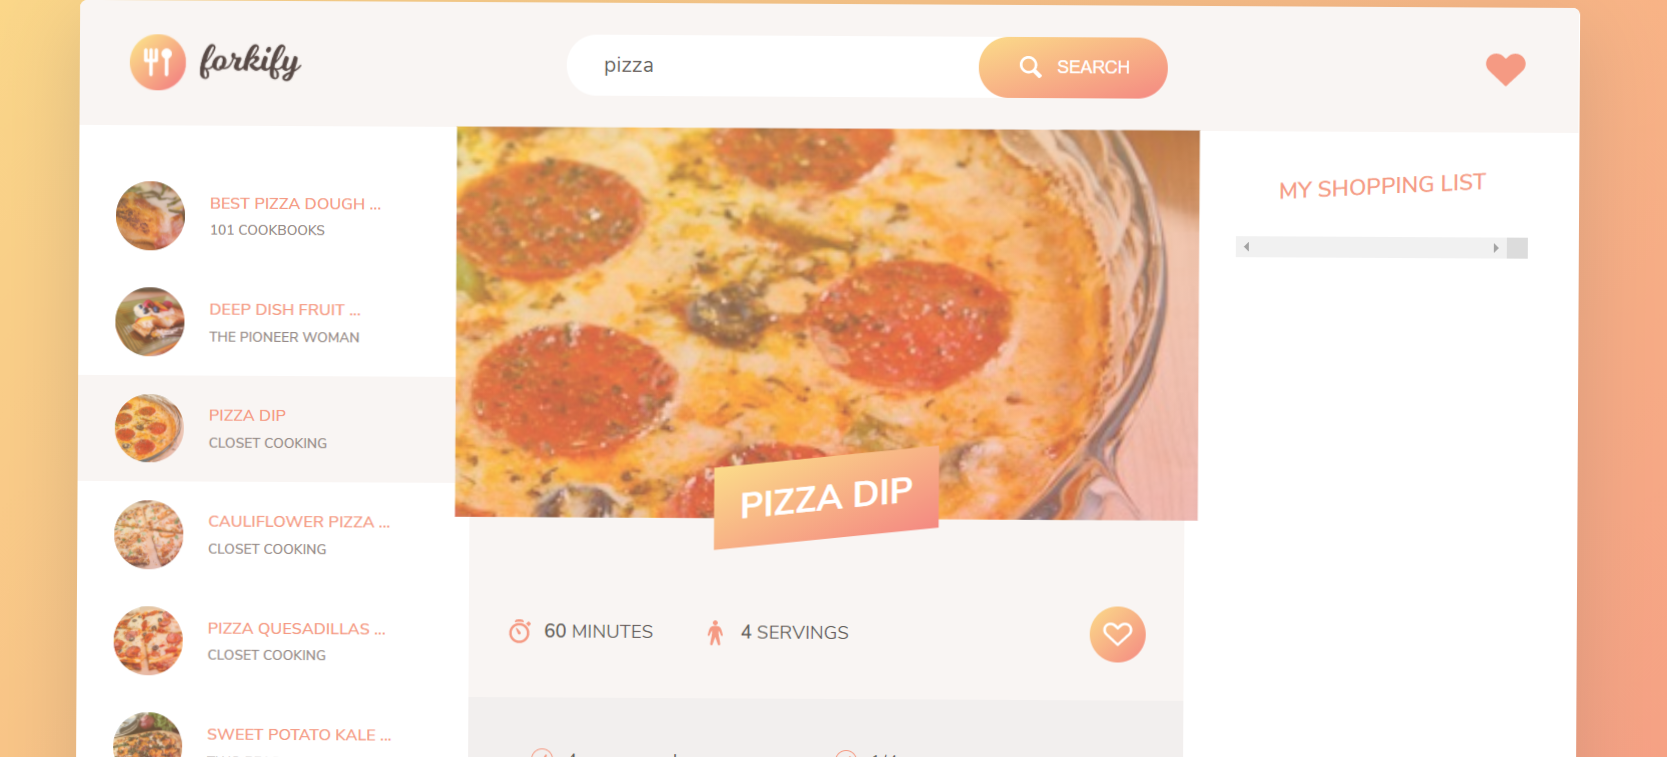 forkify
pizza
SEARCH
BEST PIZZA DOUGH ...
101 COOKBOOKS
DEEP DISH FRUIT ...
THE PIONEER WOMAN
PIZZA DIP
CLOSET COOKING
CAULIFLOWER PIZZA ...
CLOSET COOKING
PIZZA QUESADILLAS ...
CLOSET COOKING
SWEET POTATO KALE ...
PIZZA DIP
60 MINUTES
4 SERVINGS
MY SHOPPING LIST